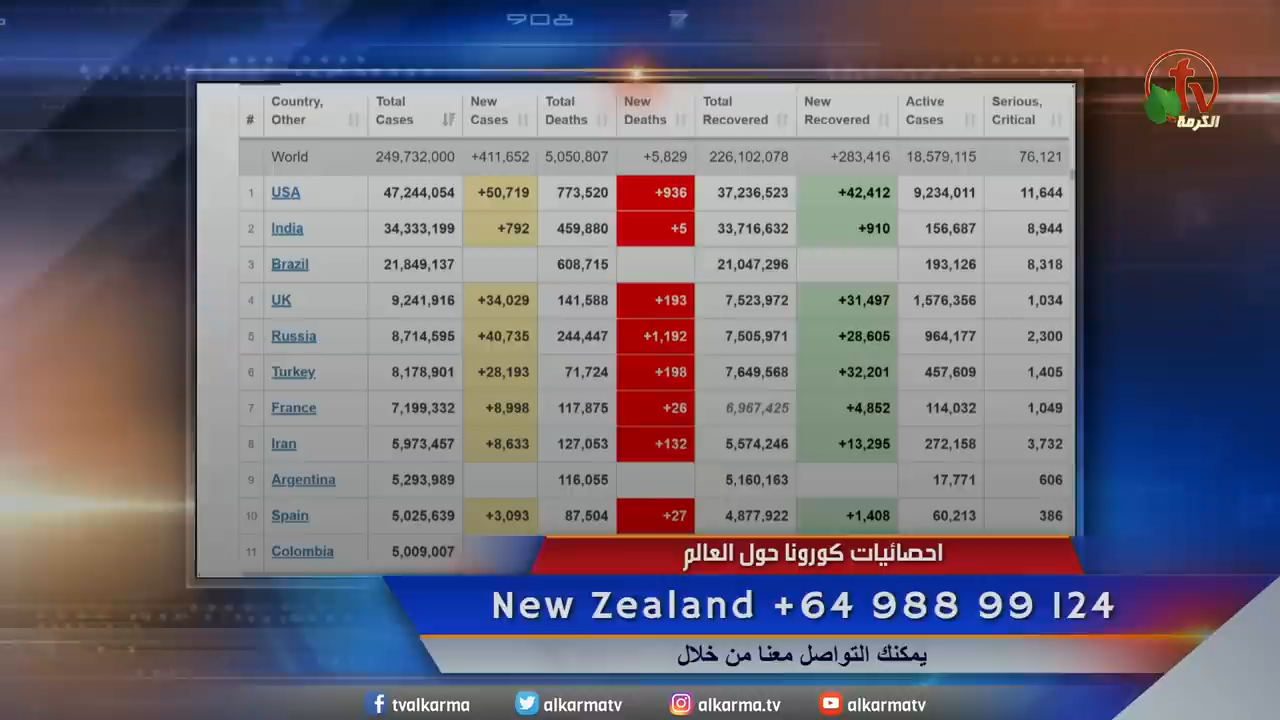 tv
الكرمة
# Country, Other Total Cases New Cases Total Deaths New Deaths Total Recovered New Recovered Active Cases Serious, Critical
World 249,732,000 +411,652 5,050,807 +5,829 226,102,078 +283,416 18,579,115 76,121
1 USA 47,244,054 +50,719 773,520 +936 37,236,523 +42,412 9,234,011 11,644
2 India 34,333,199 +792 459,880 +5 33,716,632 +910 156,687 8,944
3 Brazil 21,849,137 608,715 21,047,296 193,126 8,318
4 UK 9,241,916 +34,029 141,588 +193 7,523,972 +31,497 1,576,356 1,034
5 Russia 8,714,595 +40,735 244,447 +1,192 7,505,971 +28,605 964,177 2,300
6 Turkey 8,178,901 +28,193 71,724 +198 7,649,568 +32,201 457,609 1,405
7 France 7,199,332 +8,998 117,875 +26 6,967,425 +4,852 114,032 1,049
8 Iran 5,973,457 +8,633 127,053 +132 5,574,246 +13,295 272,158 3,732
9 Argentina 5,293,989 116,055 5,160,163 17,771 606
10 Spain 5,025,639 +3,093 87,504 +27 4,877,922 +1,408 60,213 386
11 Colombia 5,009,007
احصائيات كورونا حول العالم
New Zealand +64 988 99 124
يمكنك التواصل معنا من خلال
tvalkarma alkarmatv alkarma.tv alkarmatv